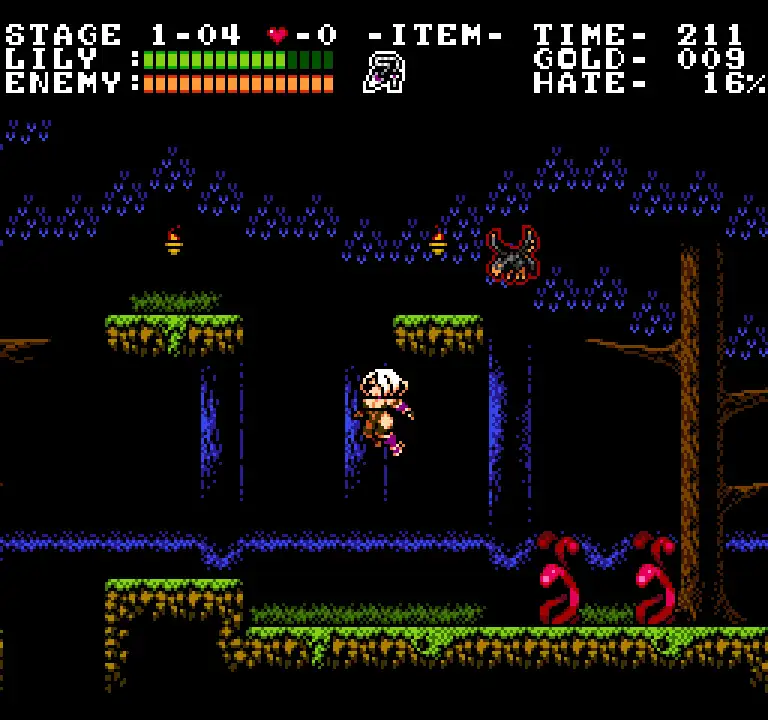 STAGE 1-04 ♥-0 -ITEM- TIME- 211
LILY : GOLD- 009
ENEMY: HATE- 16%